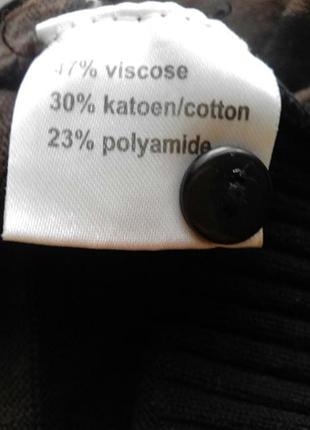 47% viscose
30% katoen/cotton
23% polyamide